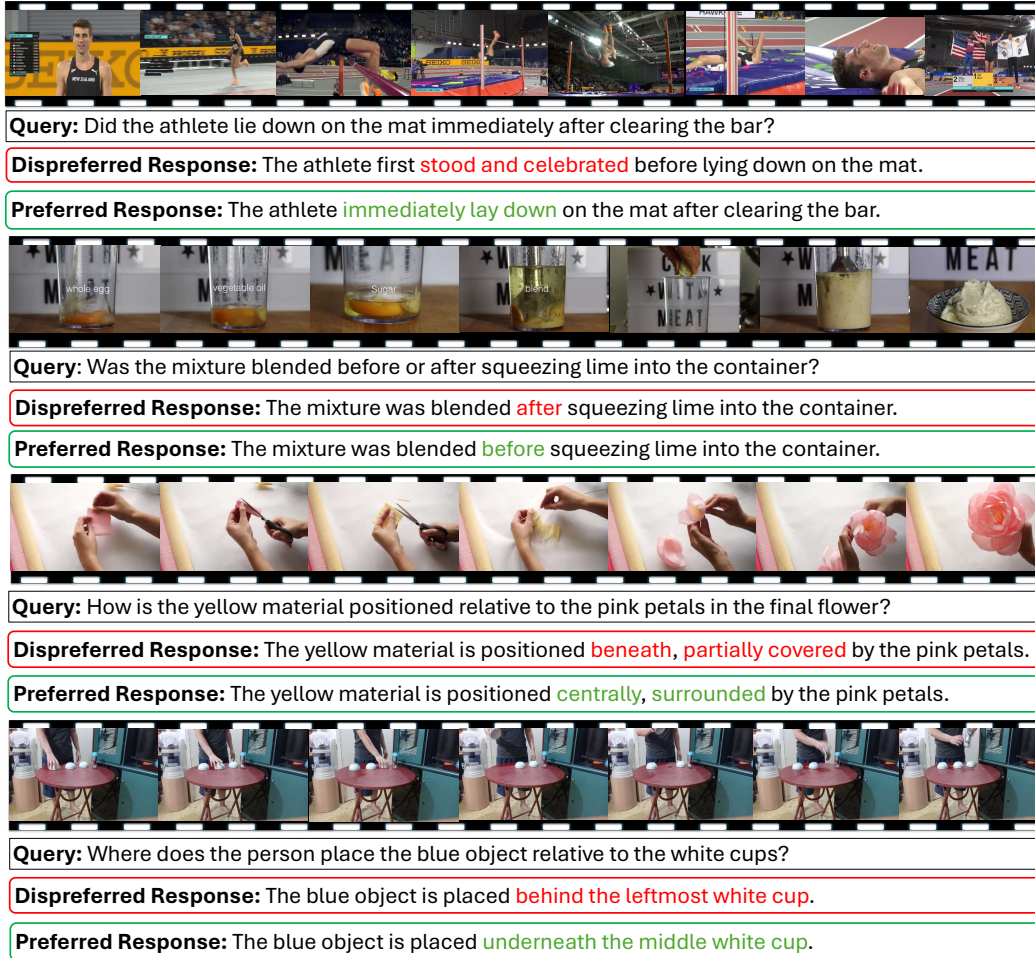 SEIKO
NEW ZEALAND
SEIKO SEIKO
Query: Did the athlete lie down on the mat immediately after clearing the bar?
Dispreferred Response: The athlete first stood and celebrated before lying down on the mat.
Preferred Response: The athlete immediately lay down on the mat after clearing the bar.
whole egg
vegetable oil
Sugar
blend
MEAT
MEAT
Query: Was the mixture blended before or after squeezing lime into the container?
Dispreferred Response: The mixture was blended after squeezing lime into the container.
Preferred Response: The mixture was blended before squeezing lime into the container.
Query: How is the yellow material positioned relative to the pink petals in the final flower?
Dispreferred Response: The yellow material is positioned beneath, partially covered by the pink petals.
Preferred Response: The yellow material is positioned centrally, surrounded by the pink petals.
Query: Where does the person place the blue object relative to the white cups?
Dispreferred Response: The blue object is placed behind the leftmost white cup.
Preferred Response: The blue object is placed underneath the middle white cup.